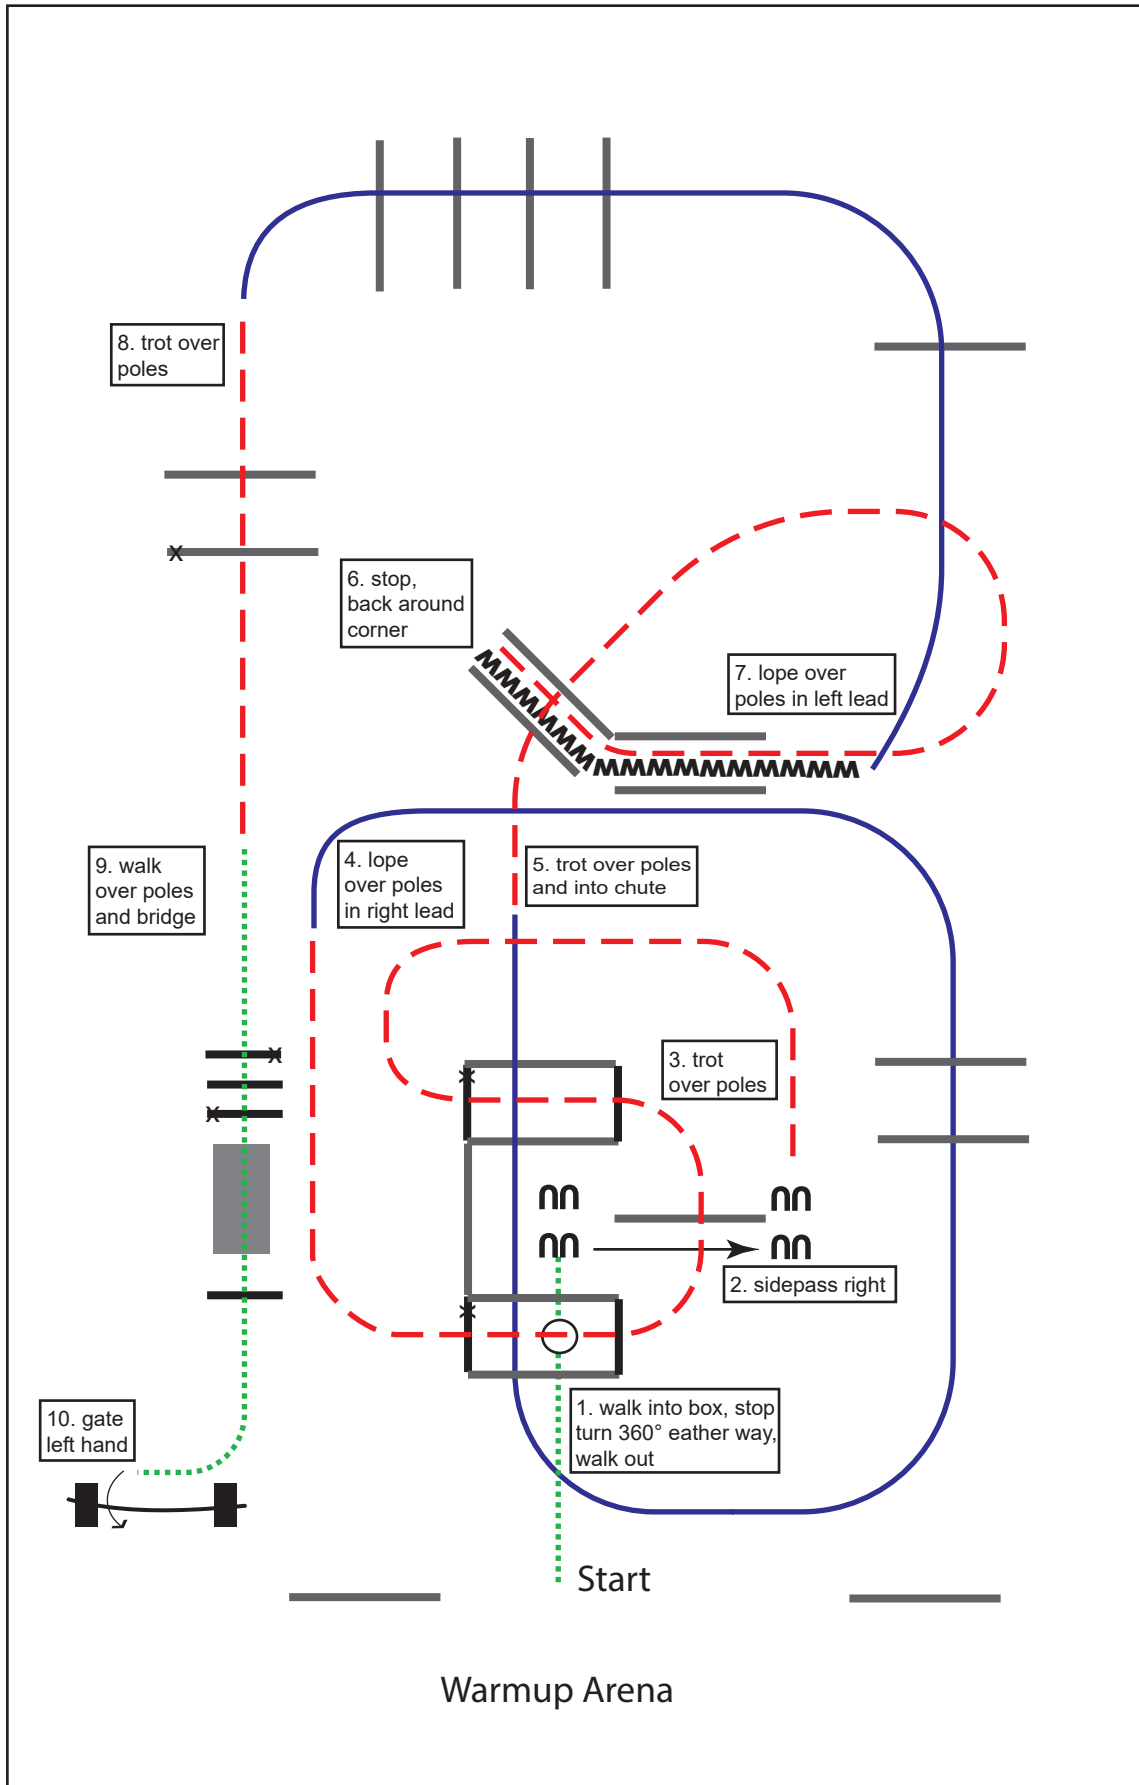 8. trot over
poles
6. stop,
back around
corner
7. lope over
poles in left lead
4. lope
over poles
in right lead
5. trot over poles
and into chute
9. walk
over poles
and bridge
3. trot
over poles
2. sidepass right
1. walk into box, stop
turn 360° eather way,
walk out
10. gate
left hand
Start
Warmup Arena